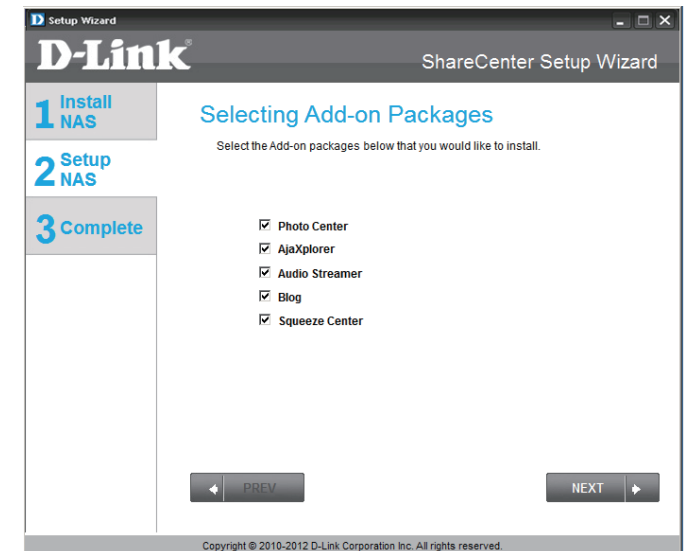 Setup Wizard
D-Link®
ShareCenter Setup Wizard
1 Install NAS
2 Setup NAS
3 Complete
Selecting Add-on Packages
Select the Add-on packages below that you would like to install.
Photo Center
AjaXplorer
Audio Streamer
Blog
Squeeze Center
PREV
NEXT
Copyright © 2010-2012 D-Link Corporation Inc. All rights reserved.